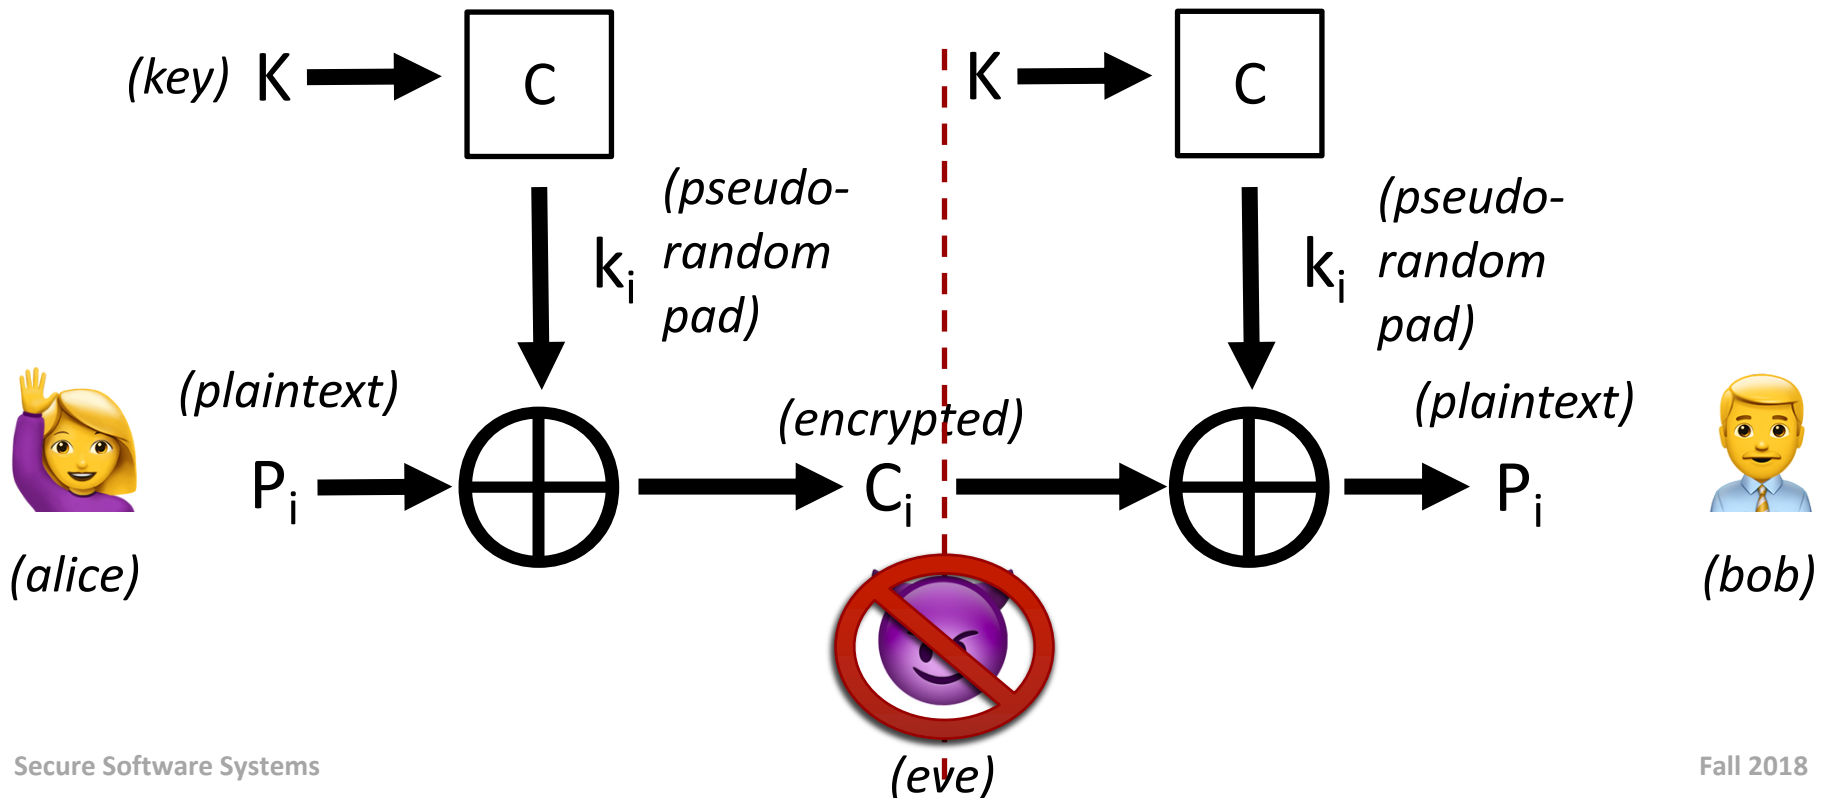 (key) K
C
K
C
(pseudo-
random
pad)
ki
(pseudo-
random
pad)
ki
(plaintext)
(encrypted)
(plaintext)
Pi
Ci
Pi
(alice)
(bob)
(eve)
Secure Software Systems
Fall 2018